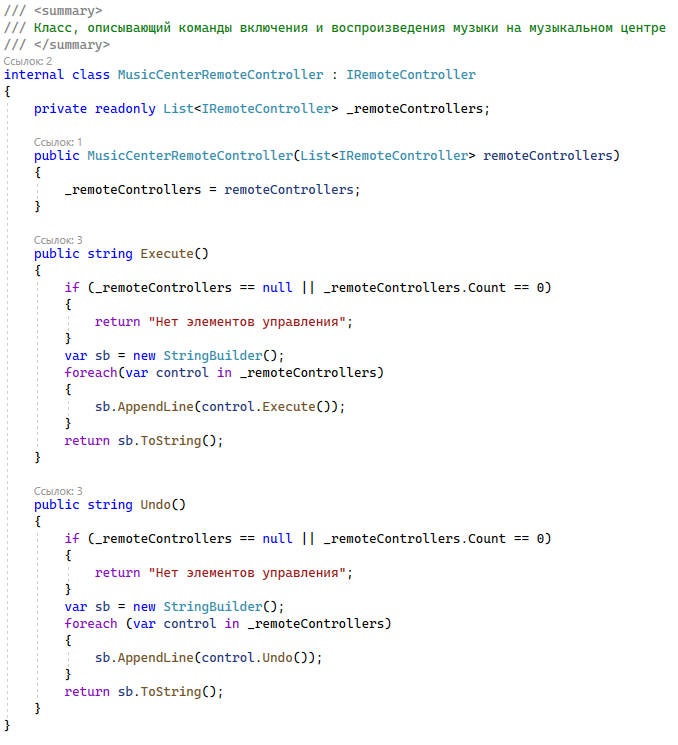 /// <summary>
/// Класс, описывающий команды включения и воспроизведения музыки на музыкальном центре
/// </summary>
Ссылок: 2
internal class MusicCenterRemoteController : IRemoteController
{
    private readonly List<IRemoteController> _remoteControllers;
    Ссылок: 1
    public MusicCenterRemoteController(List<IRemoteController> remoteControllers)
    {
        _remoteControllers = remoteControllers;
    }
    Ссылок: 3
    public string Execute()
    {
        if (_remoteControllers == null || _remoteControllers.Count == 0)
        {
            return "Нет элементов управления";
        }
        var sb = new StringBuilder();
        foreach(var control in _remoteControllers)
        {
            sb.AppendLine(control.Execute());
        }
        return sb.ToString();
    }
    Ссылок: 3
    public string Undo()
    {
        if (_remoteControllers == null || _remoteControllers.Count == 0)
        {
            return "Нет элементов управления";
        }
        var sb = new StringBuilder();
        foreach (var control in _remoteControllers)
        {
            sb.AppendLine(control.Undo());
        }
        return sb.ToString();
    }
}